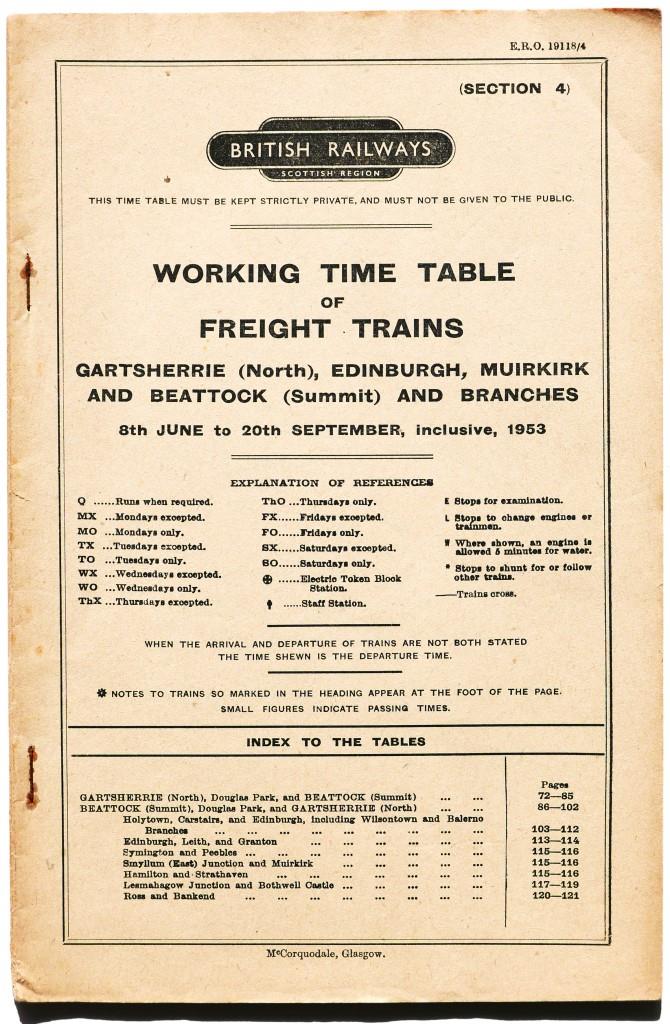 E.R.O. 19118/4
(SECTION 4)
BRITISH RAILWAYS
SCOTTISH REGION
THIS TIME TABLE MUST BE KEPT STRICTLY PRIVATE, AND MUST NOT BE GIVEN TO THE PUBLIC.
WORKING TIME TABLE
OF
FREIGHT TRAINS
GARTSHERRIE (North), EDINBURGH, MUIRKIRK
AND BEATTOCK (Summit) AND BRANCHES
8th JUNE to 20th SEPTEMBER, inclusive, 1953
EXPLANATION OF REFERENCES
Q ......Runs when required.
MX ...Mondays excepted.
MO ...Mondays only.
TX ...Tuesdays excepted.
TO ...Tuesdays only.
WX ...Wednesdays excepted.
WO ...Wednesdays only.
ThX ...Thursdays excepted.
ThO ...Thursdays only.
FX......Fridays excepted.
FO......Fridays only.
SX......Saturdays excepted.
SO......Saturdays only.
⊕ ......Electric Token Block
Station.
......Staff Station.
E Stops for examination.
L Stops to change engines or
trainmen.
W Where shown, an engine is
allowed 5 minutes for water.
* Stops to shunt for or follow
other trains.
——Trains cross.
WHEN THE ARRIVAL AND DEPARTURE OF TRAINS ARE NOT BOTH STATED
THE TIME SHEWN IS THE DEPARTURE TIME.
✽ NOTES TO TRAINS SO MARKED IN THE HEADING APPEAR AT THE FOOT OF THE PAGE.
SMALL FIGURES INDICATE PASSING TIMES.
INDEX TO THE TABLES
Pages
GARTSHERRIE (North), Douglas Park, and BEATTOCK (Summit) ... ... 72—85
BEATTOCK (Summit), Douglas Park, and GARTSHERRIE (North) ... ... 86—102
Holytown, Carstairs, and Edinburgh, including Wilsontown and Balerno
Branches ... ... ... ... ... ... ... ... ... 103—112
Edinburgh, Leith, and Granton ... ... ... ... ... ... 113—114
Symington and Peebles ... ... ... ... ... ... ... ... 115—116
Smyllum (East) Junction and Muirkirk ... ... ... ... ... 115—116
Hamilton and Strathaven ... ... ... ... ... ... ... 115—116
Lesmahagow Junction and Bothwell Castle ... ... ... ... ... 117—119
Ross and Bankend ... ... ... ... ... ... ... ... 120—121
McCorquodale, Glasgow.